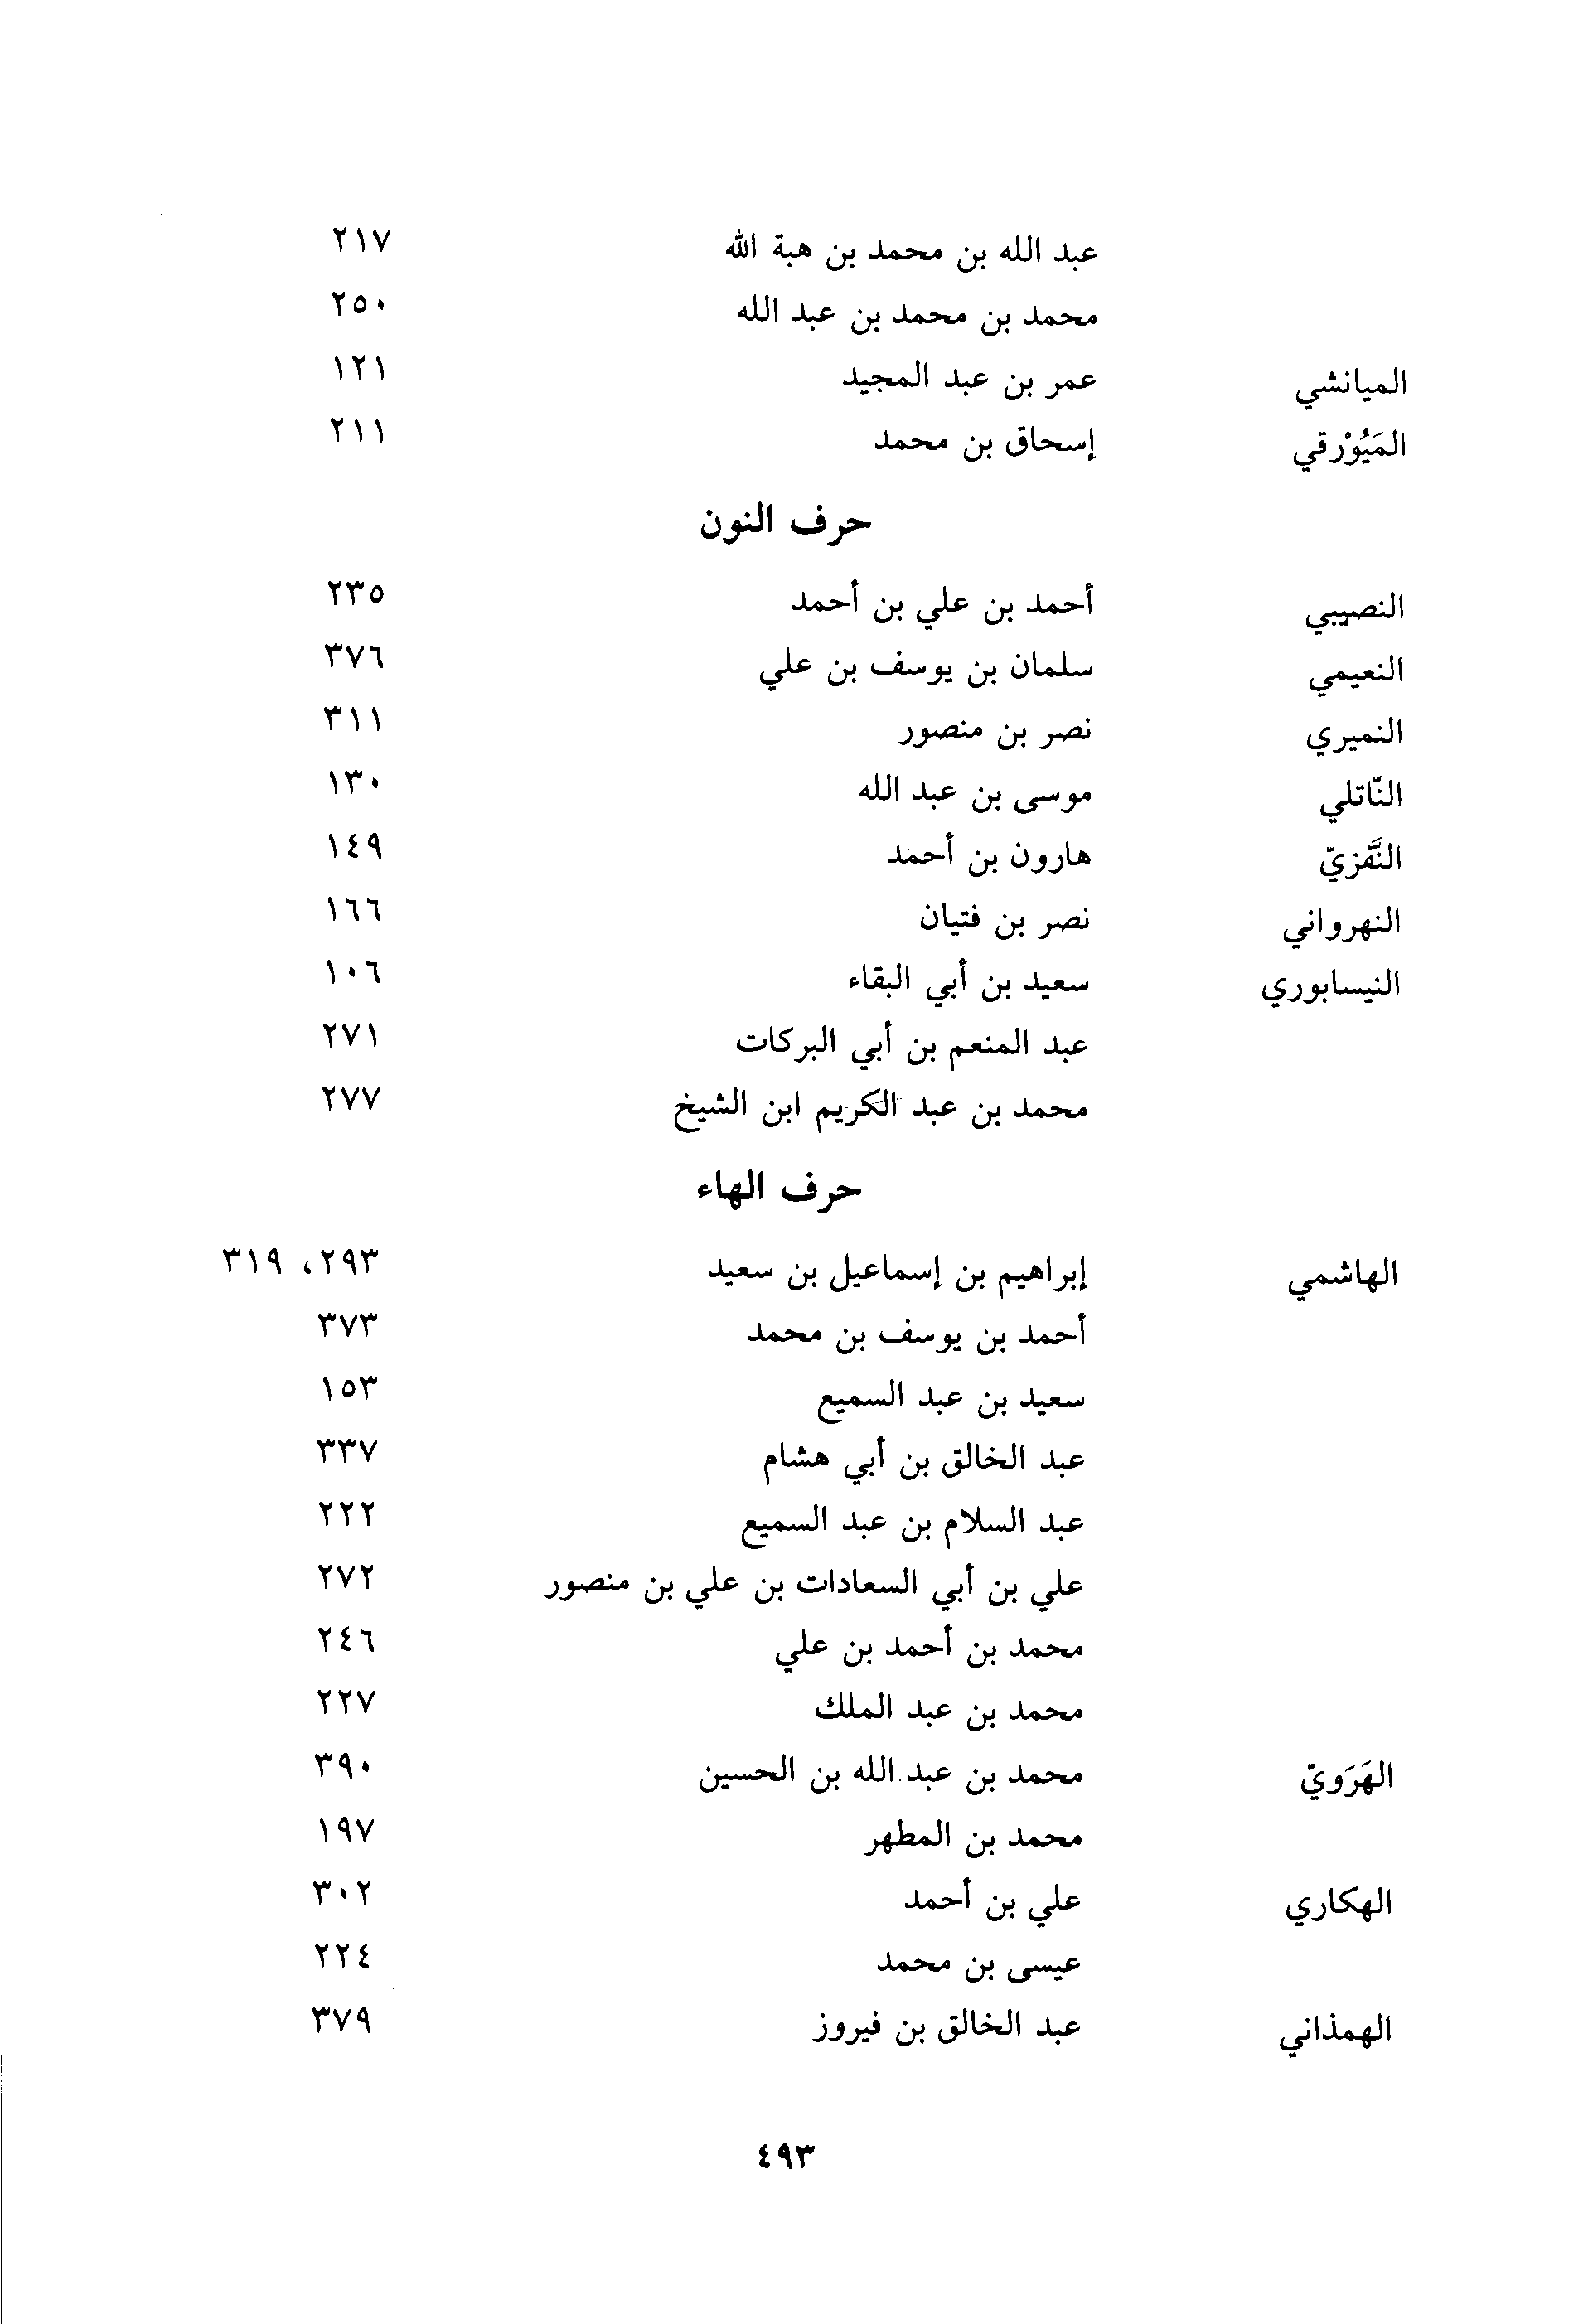 عبد الله بن محمد بن هبة الله ٢١٧
محمد بن محمد بن عبد الله ٢٥٠
الميانشي عمر بن عبد المجيد ١٢١
المَيُوْرقي إسحاق بن محمد ٢١١
حرف النون
النصيبي أحمد بن علي بن أحمد ٢٣٥
النعيمي سلمان بن يوسف بن علي ٣٧٦
النميري نصر بن منصور ٣١١
النّاتلي موسى بن عبد الله ١٣٠
النَّفزيّ هارون بن أحمد ١٤٩
النهرواني نصر بن فتيان ١٦٦
النيسابوري سعيد بن أبي البقاء ١٠٦
عبد المنعم بن أبي البركات ٢٧١
محمد بن عبد الكريم ابن الشيخ ٢٧٧
حرف الهاء
الهاشمي إبراهيم بن إسماعيل بن سعيد ٢٩٣، ٣١٩
أحمد بن يوسف بن محمد ٣٧٣
سعيد بن عبد السميع ١٥٣
عبد الخالق بن أبي هشام ٣٣٧
عبد السلام بن عبد السميع ٢٢٢
علي بن أبي السعادات بن علي بن منصور ٢٧٢
محمد بن أحمد بن علي ٢٤٦
محمد بن عبد الملك ٢٢٧
الهَرَويّ محمد بن عبد الله بن الحسين ٣٩٠
محمد بن المطهر ١٩٧
الهكاري علي بن أحمد ٣٠٢
عيسى بن محمد ٢٢٤
الهمذاني عبد الخالق بن فيروز ٣٧٩
٤٩٣